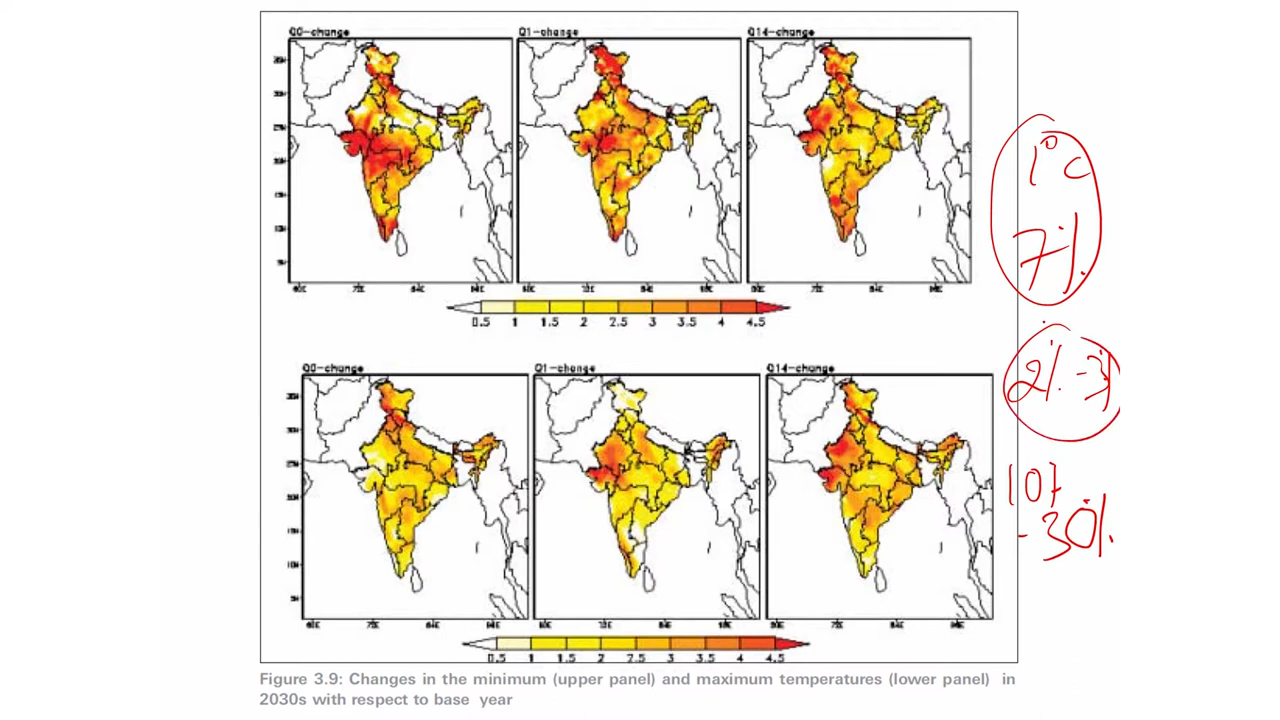 Q0-change Q1-change Q14-change
0.5 1 1.5 2 2.5 3 3.5 4 4.5
Q0-change Q1-change Q14-change
0.5 1 1.5 2 2.5 3 3.5 4 4.5
1°C
7%
2% -3%
10%
-30%
Figure 3.9: Changes in the minimum (upper panel) and maximum temperatures (lower panel) in
2030s with respect to base year